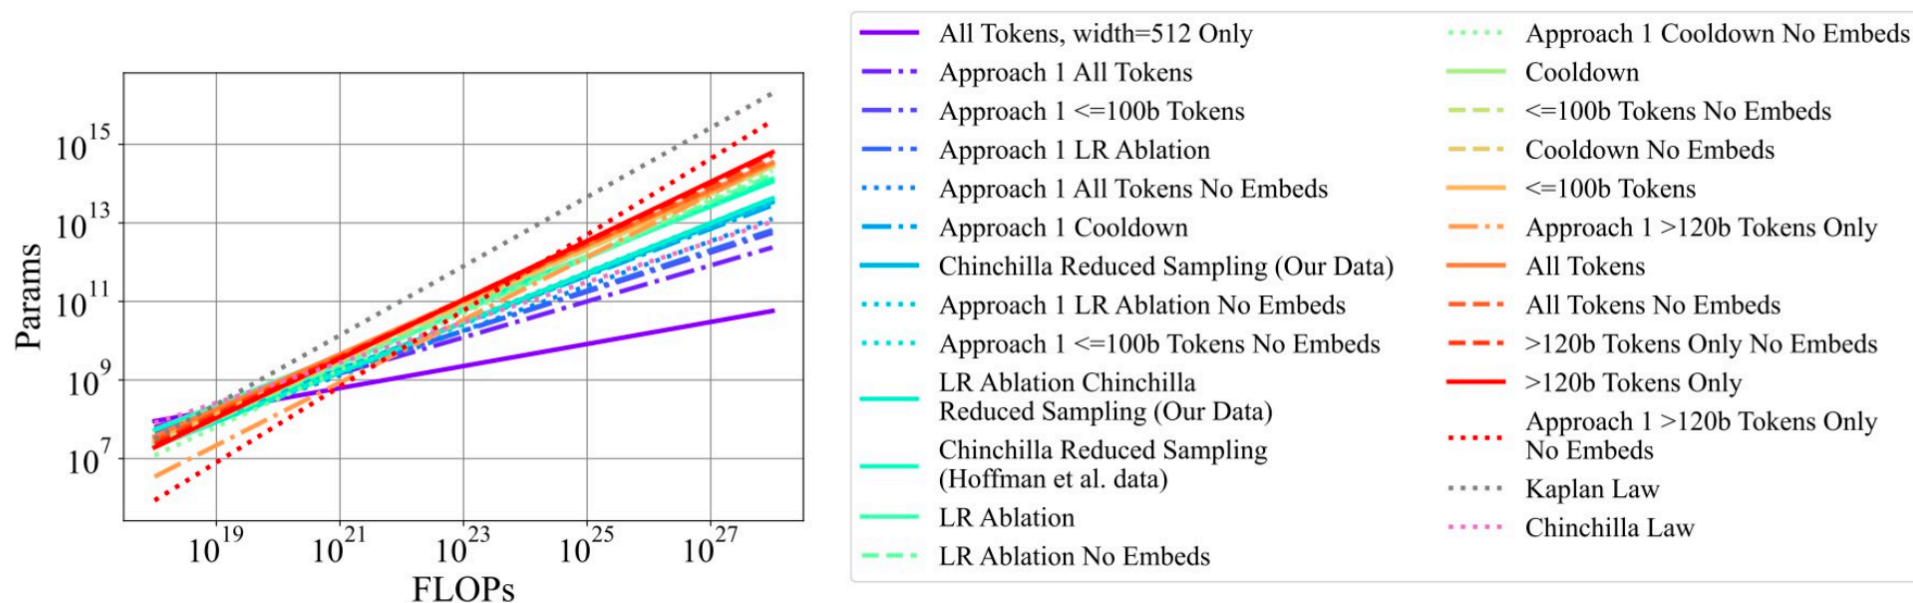 10^15
10^13
10^11
10^9
10^7
Params
10^19 10^21 10^23 10^25 10^27
FLOPs
All Tokens, width=512 Only
Approach 1 All Tokens
Approach 1 <=100b Tokens
Approach 1 LR Ablation
Approach 1 All Tokens No Embeds
Approach 1 Cooldown
Chinchilla Reduced Sampling (Our Data)
Approach 1 LR Ablation No Embeds
Approach 1 <=100b Tokens No Embeds
LR Ablation Chinchilla
Reduced Sampling (Our Data)
Chinchilla Reduced Sampling
(Hoffman et al. data)
LR Ablation
LR Ablation No Embeds
Approach 1 Cooldown No Embeds
Cooldown
<=100b Tokens No Embeds
Cooldown No Embeds
<=100b Tokens
Approach 1 >120b Tokens Only
All Tokens
All Tokens No Embeds
>120b Tokens Only No Embeds
>120b Tokens Only
Approach 1 >120b Tokens Only
No Embeds
Kaplan Law
Chinchilla Law